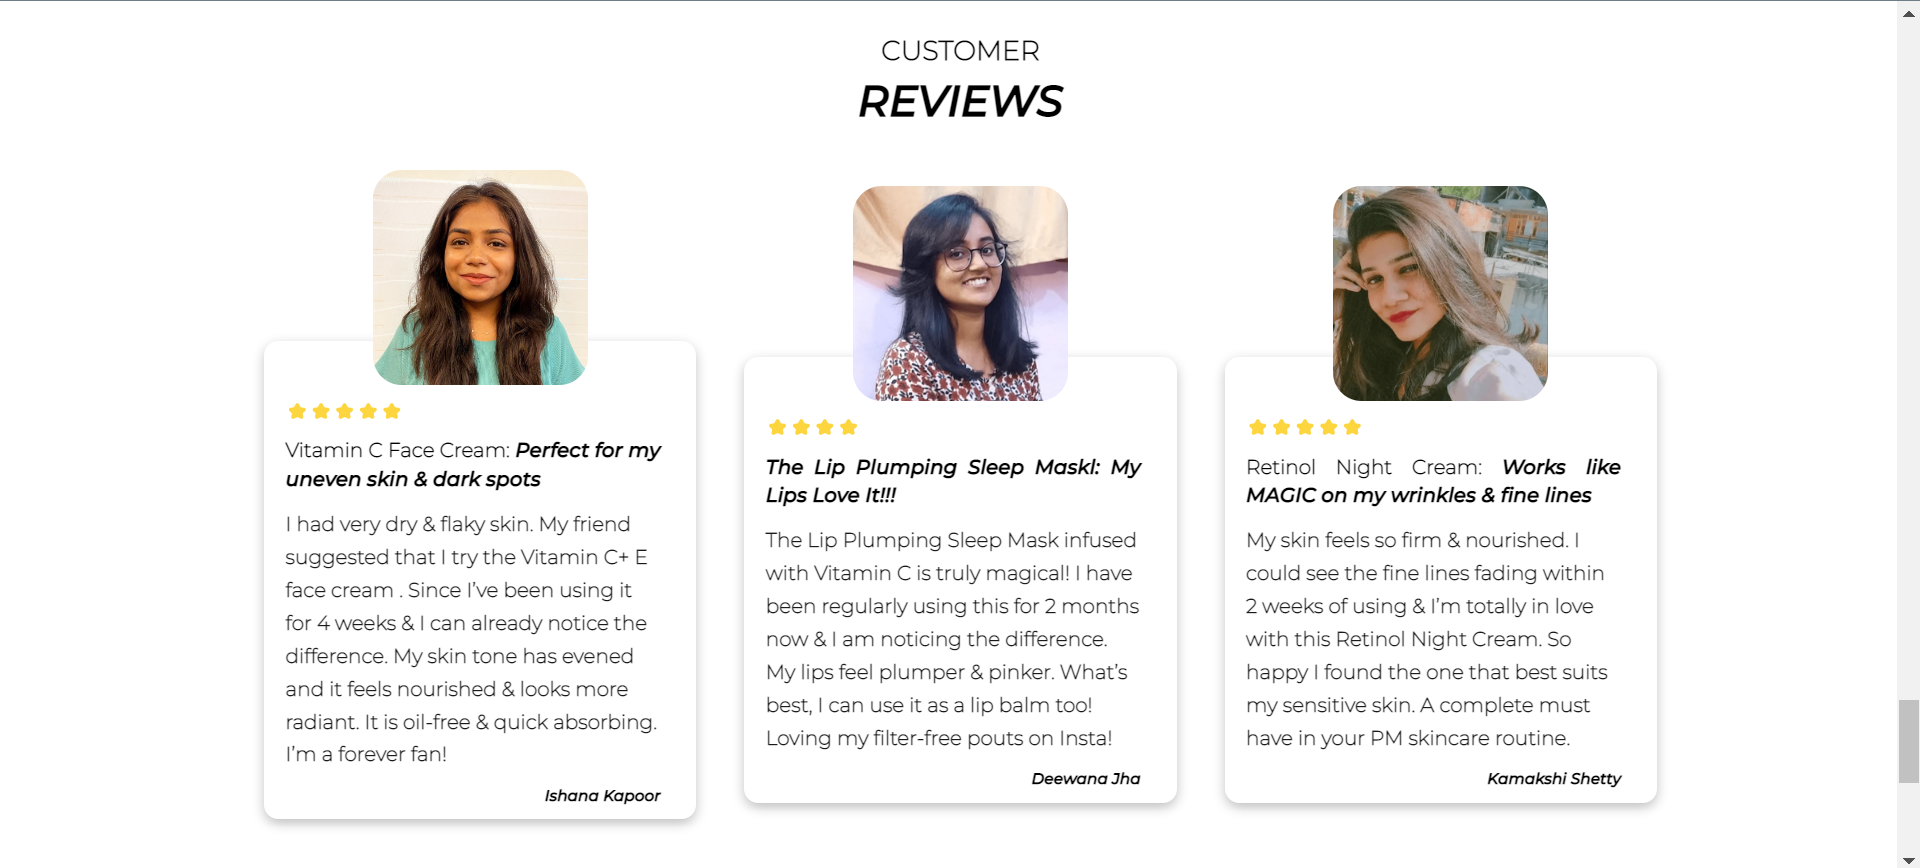 CUSTOMER
REVIEWS
Vitamin C Face Cream: Perfect for my
uneven skin & dark spots
I had very dry & flaky skin. My friend
suggested that I try the Vitamin C+ E
face cream . Since I’ve been using it
for 4 weeks & I can already notice the
difference. My skin tone has evened
and it feels nourished & looks more
radiant. It is oil-free & quick absorbing.
I’m a forever fan!
Ishana Kapoor
The Lip Plumping Sleep Maskl: My
Lips Love It!!!
The Lip Plumping Sleep Mask infused
with Vitamin C is truly magical! I have
been regularly using this for 2 months
now & I am noticing the difference.
My lips feel plumper & pinker. What’s
best, I can use it as a lip balm too!
Loving my filter-free pouts on Insta!
Deewana Jha
Retinol Night Cream: Works like
MAGIC on my wrinkles & fine lines
My skin feels so firm & nourished. I
could see the fine lines fading within
2 weeks of using & I’m totally in love
with this Retinol Night Cream. So
happy I found the one that best suits
my sensitive skin. A complete must
have in your PM skincare routine.
Kamakshi Shetty